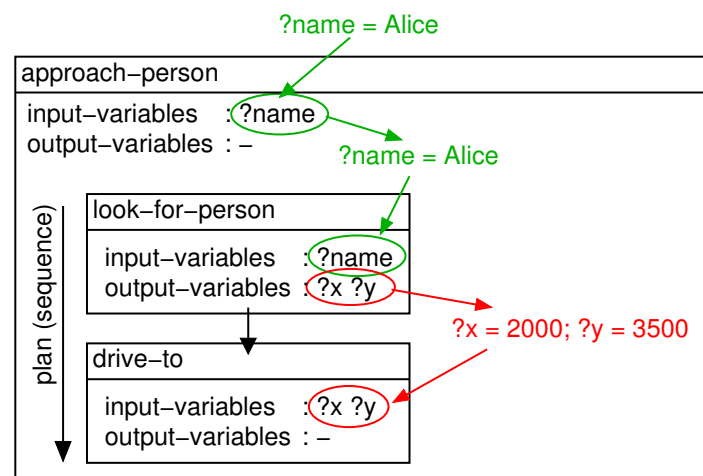 ?name = Alice
approach−person
input−variables : ?name
output−variables : −
?name = Alice
plan (sequence)
look−for−person
input−variables : ?name
output−variables : ?x ?y
?x = 2000; ?y = 3500
drive−to
input−variables : ?x ?y
output−variables : −